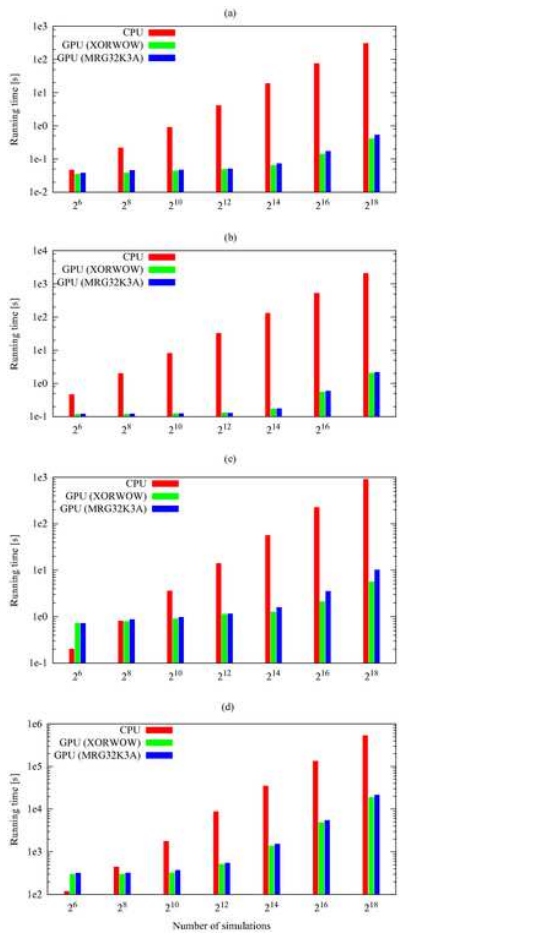 (a)
1e3
1e2
1e1
1e0
1e-1
1e-2
Running time [s]
CPU
GPU (XORWOW)
GPU (MRG32K3A)
2^6 2^8 2^10 2^12 2^14 2^16 2^18
(b)
1e4
1e3
1e2
1e1
1e0
1e-1
Running time [s]
CPU
GPU (XORWOW)
GPU (MRG32K3A)
2^6 2^8 2^10 2^12 2^14 2^16 2^18
(c)
1e3
1e2
1e1
1e0
1e-1
Running time [s]
CPU
GPU (XORWOW)
GPU (MRG32K3A)
2^6 2^8 2^10 2^12 2^14 2^16 2^18
(d)
1e6
1e5
1e4
1e3
1e2
Running time [s]
CPU
GPU (XORWOW)
GPU (MRG32K3A)
2^6 2^8 2^10 2^12 2^14 2^16 2^18
Number of simulations